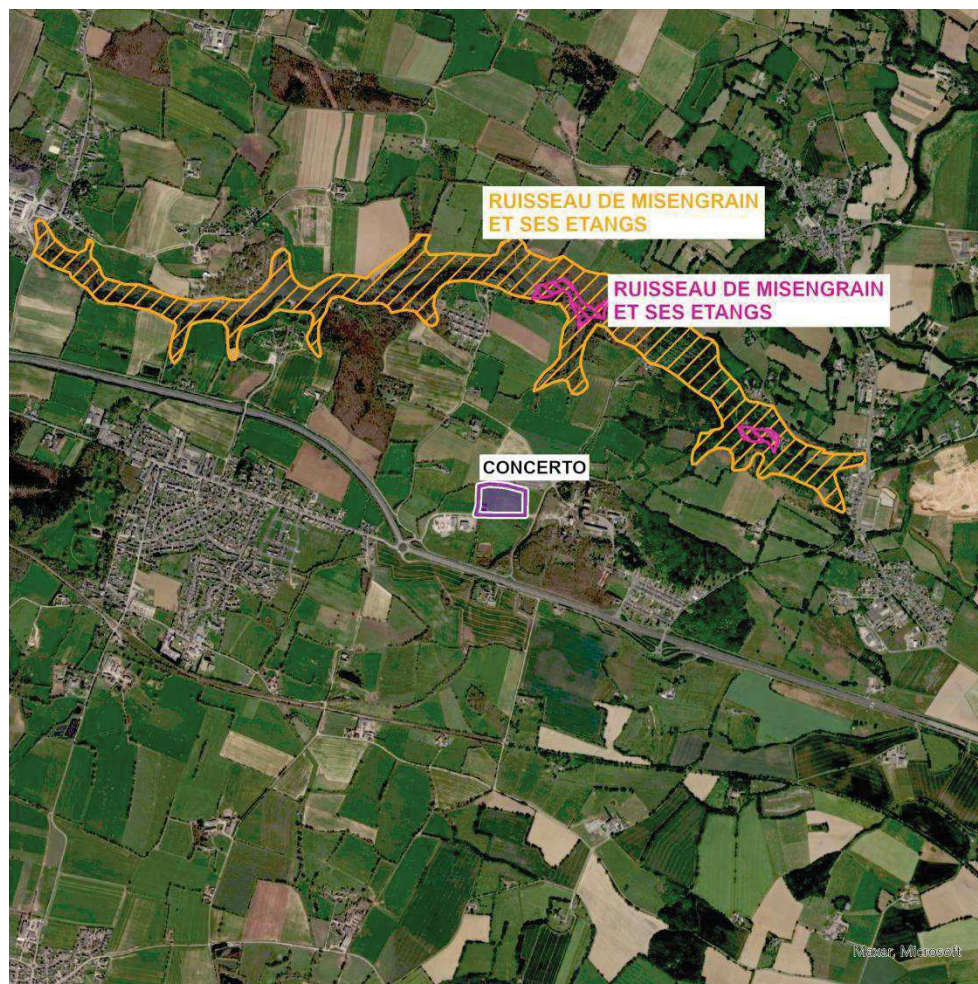 RUISSEAU DE MISENGRAIN
ET SES ETANGS
RUISSEAU DE MISENGRAIN
ET SES ETANGS
CONCERTO
Maxar, Microsoft